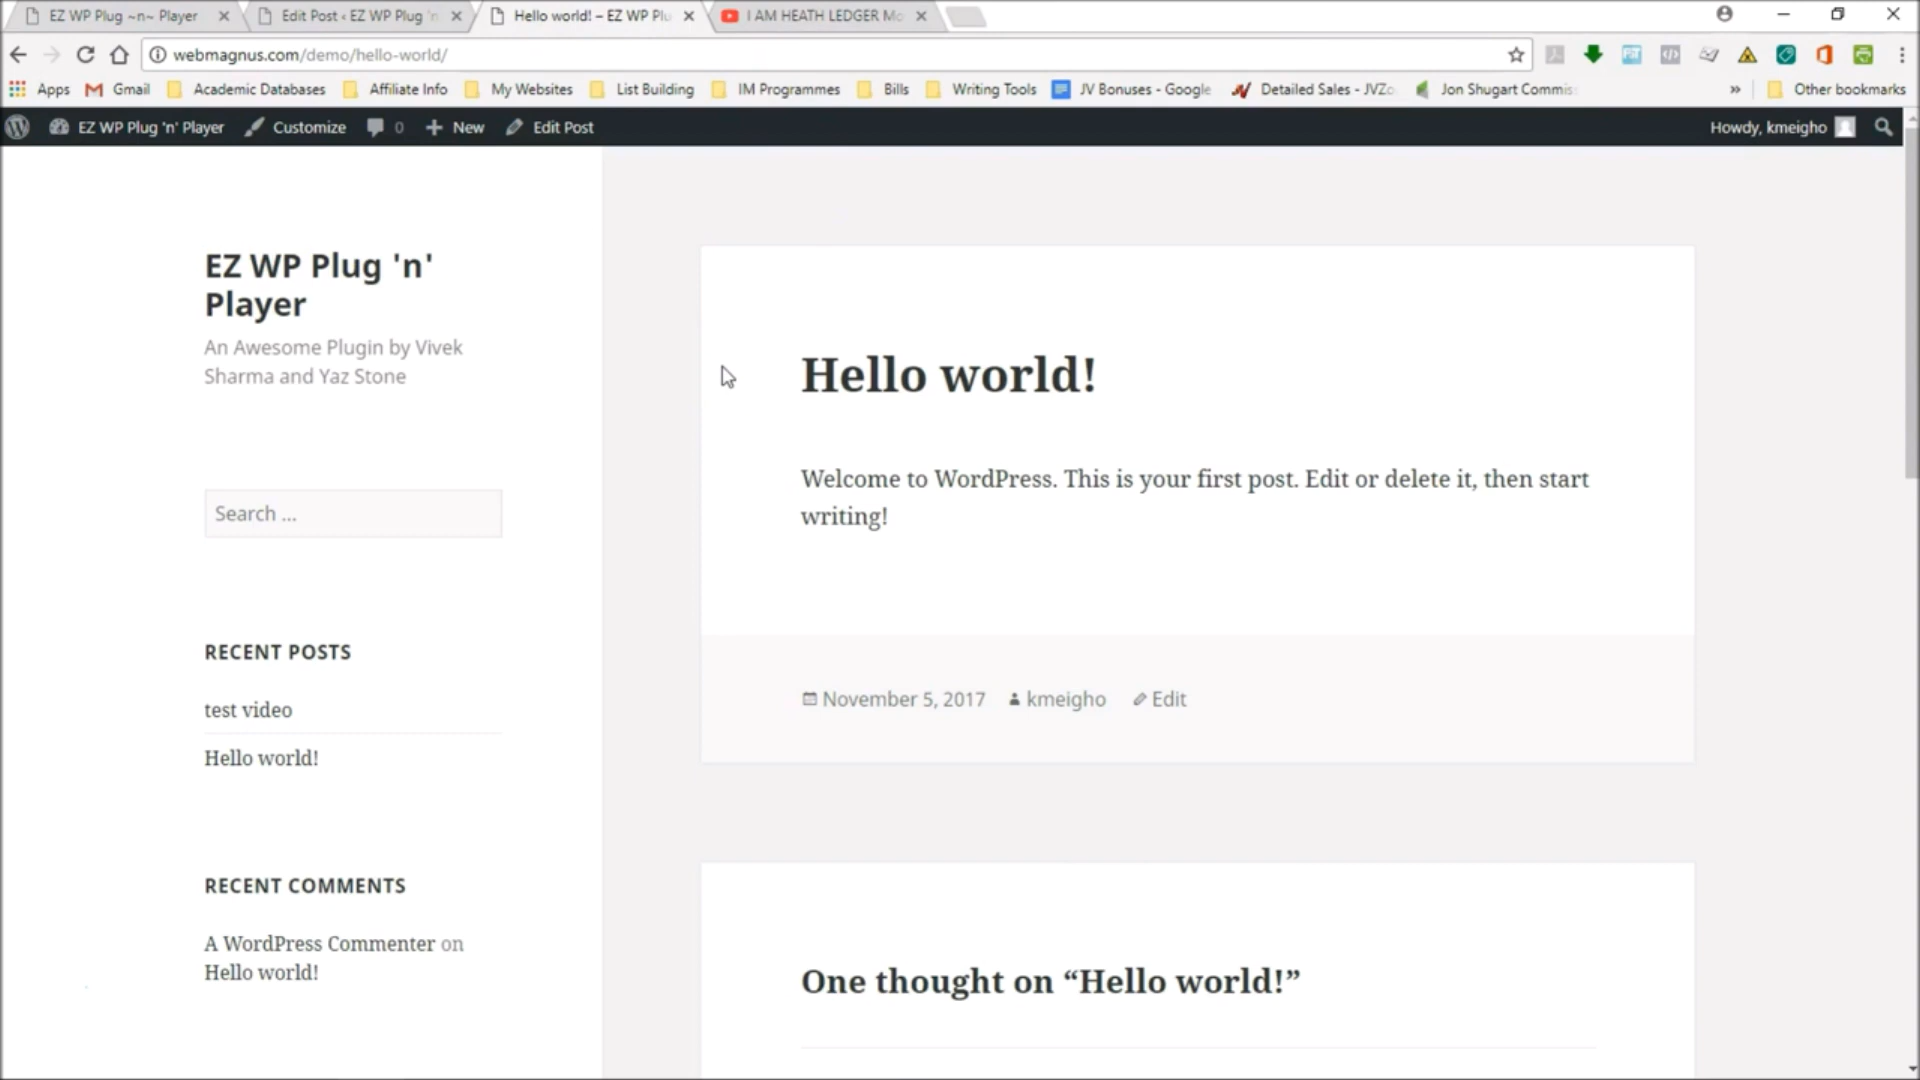 EZ WP Plug ~n~ Player
Edit Post ‹ EZ WP Plug 'n
Hello world! – EZ WP Plu
I AM HEATH LEDGER Mo
webmagnus.com/demo/hello-world/
Apps
Gmail
Academic Databases
Affiliate Info
My Websites
List Building
IM Programmes
Bills
Writing Tools
JV Bonuses - Google
Detailed Sales - JVZo
Jon Shugart Commis
»
Other bookmarks
EZ WP Plug 'n' Player
Customize
0
New
Edit Post
Howdy, kmeigho
EZ WP Plug 'n'
Player
An Awesome Plugin by Vivek
Sharma and Yaz Stone
Search ...
RECENT POSTS
test video
Hello world!
RECENT COMMENTS
A WordPress Commenter on
Hello world!
Hello world!
Welcome to WordPress. This is your first post. Edit or delete it, then start
writing!
November 5, 2017 kmeigho Edit
One thought on “Hello world!”